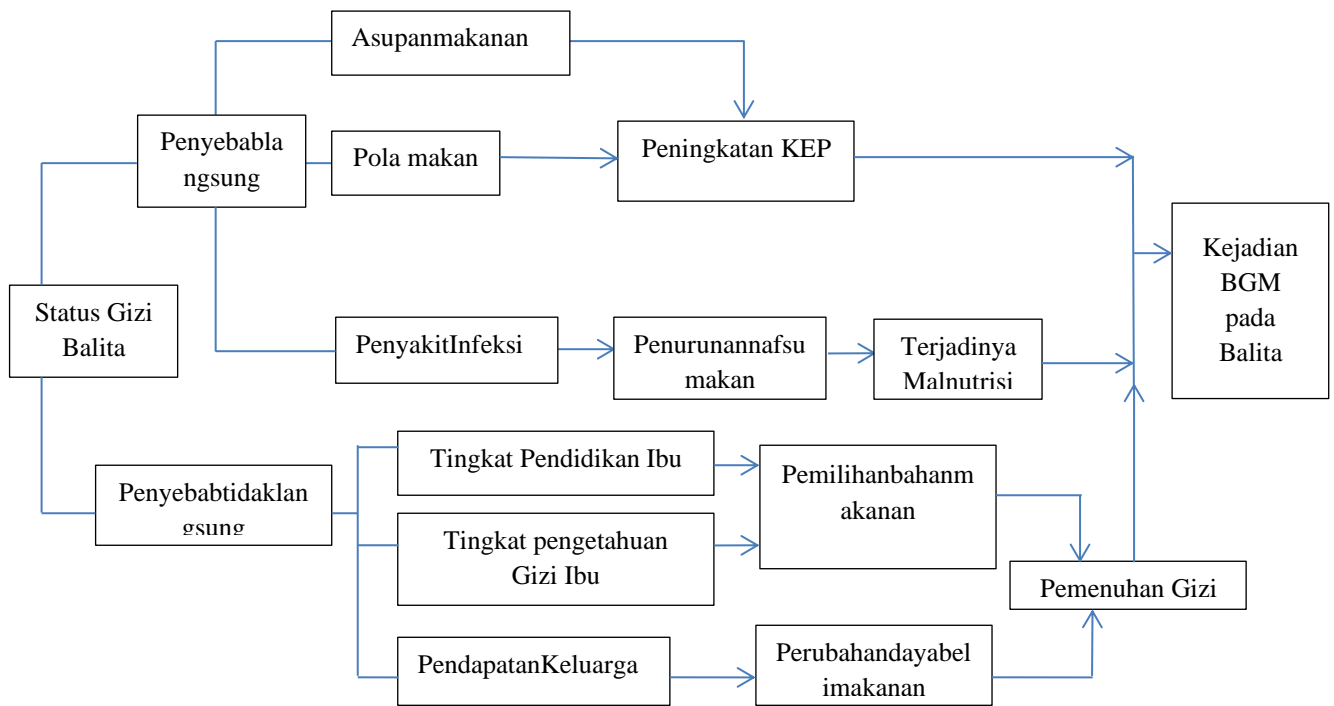 Asupanmakanan
Penyebabla
ngsung
Pola makan
Peningkatan KEP
Kejadian
BGM
pada
Balita
Status Gizi
Balita
PenyakitInfeksi
Penurunannafsu
makan
Terjadinya
Malnutrisi
Tingkat Pendidikan Ibu
Pemilihanbahanm
akanan
Penyebabtidaklan
gsung
Tingkat pengetahuan
Gizi Ibu
Pemenuhan Gizi
PendapatanKeluarga
Perubahandayabel
imakanan